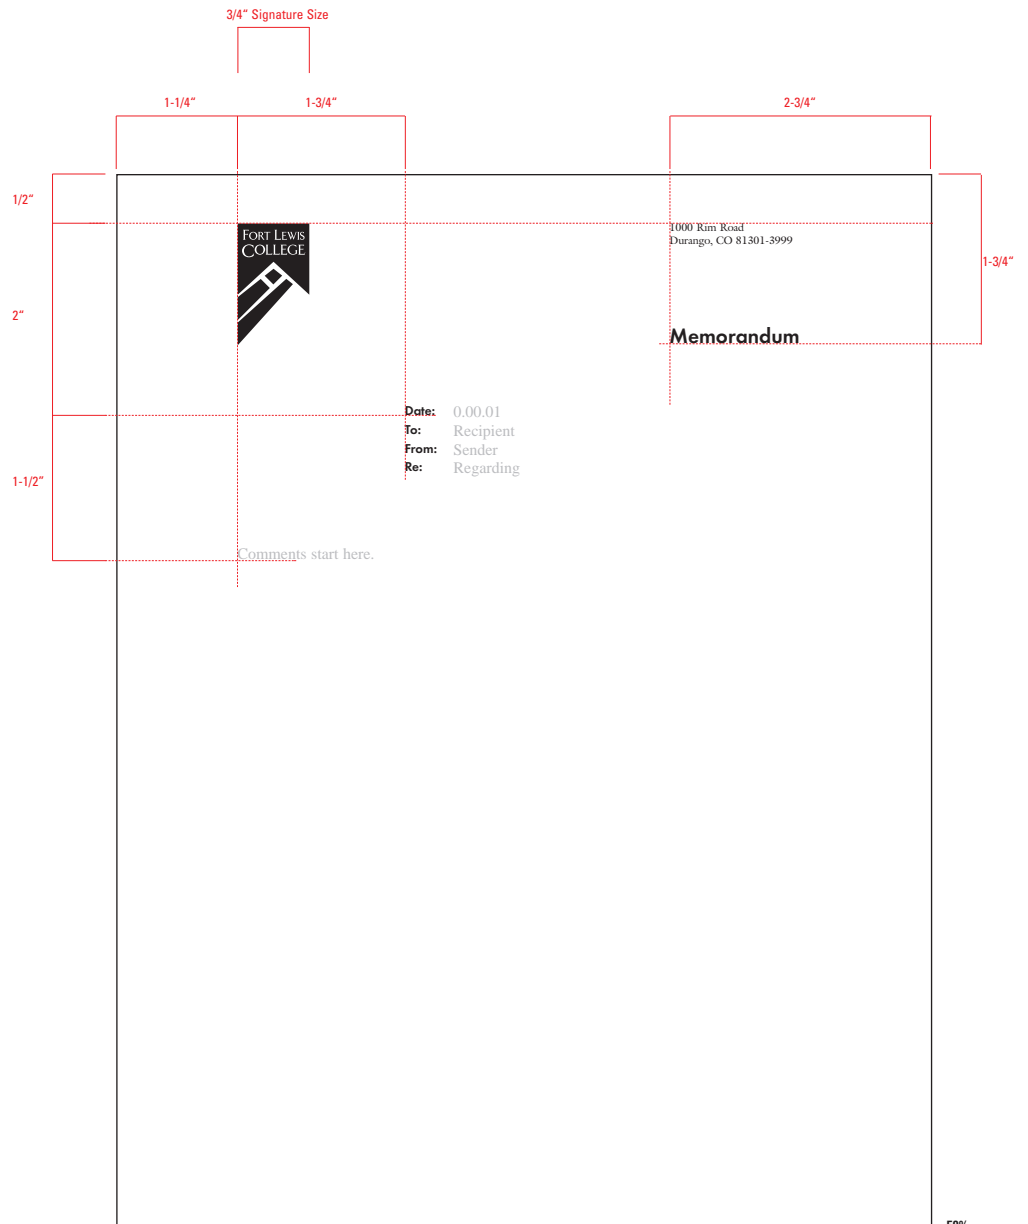 3/4“ Signature Size
1-1/4“ 1-3/4“ 2-3/4“
1/2“
FORT LEWIS
COLLEGE
1000 Rim Road
Durango, CO 81301-3999
1-3/4“
2“
Memorandum
Date: 0.00.01
To: Recipient
From: Sender
Re: Regarding
1-1/2“
Comments start here.